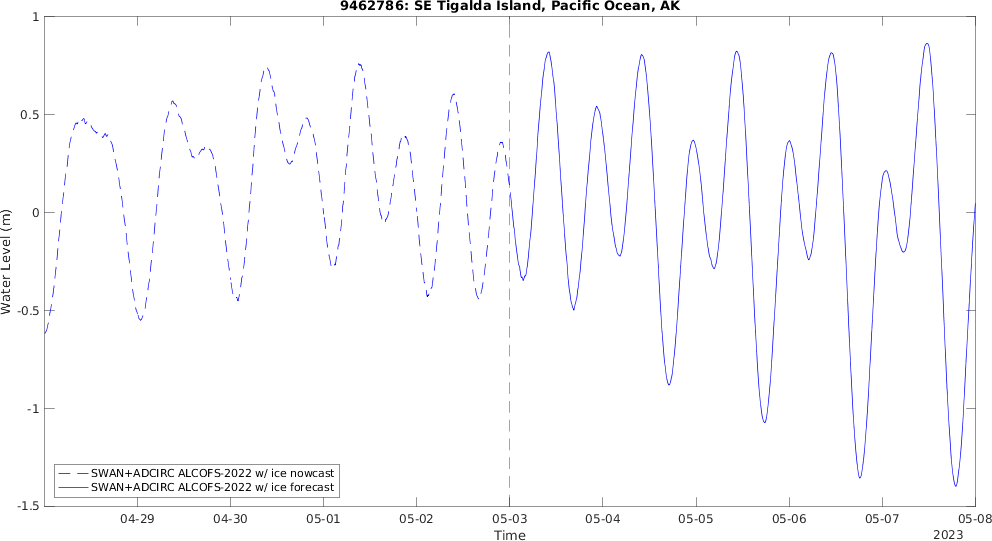 9462786: SE Tigalda Island, Pacific Ocean, AK
1
0.5
0
-0.5
-1
-1.5
Water Level (m)
SWAN+ADCIRC ALCOFS-2022 w/ ice nowcast
SWAN+ADCIRC ALCOFS-2022 w/ ice forecast
04-29 04-30 05-01 05-02 05-03 05-04 05-05 05-06 05-07 05-08
Time
2023